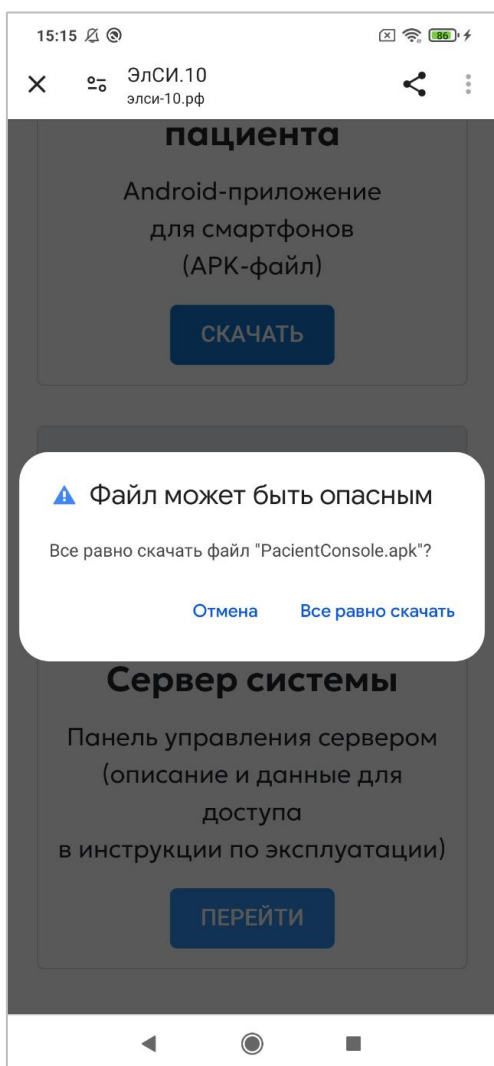 15:15
86
ЭлСИ.10
элси-10.рф
пациента
Android-приложение
для смартфонов
(APK-файл)
СКАЧАТЬ
Файл может быть опасным
Все равно скачать файл "PacientConsole.apk"?
Отмена Все равно скачать
Сервер системы
Панель управления сервером
(описание и данные для
доступа
в инструкции по эксплуатации)
ПЕРЕЙТИ